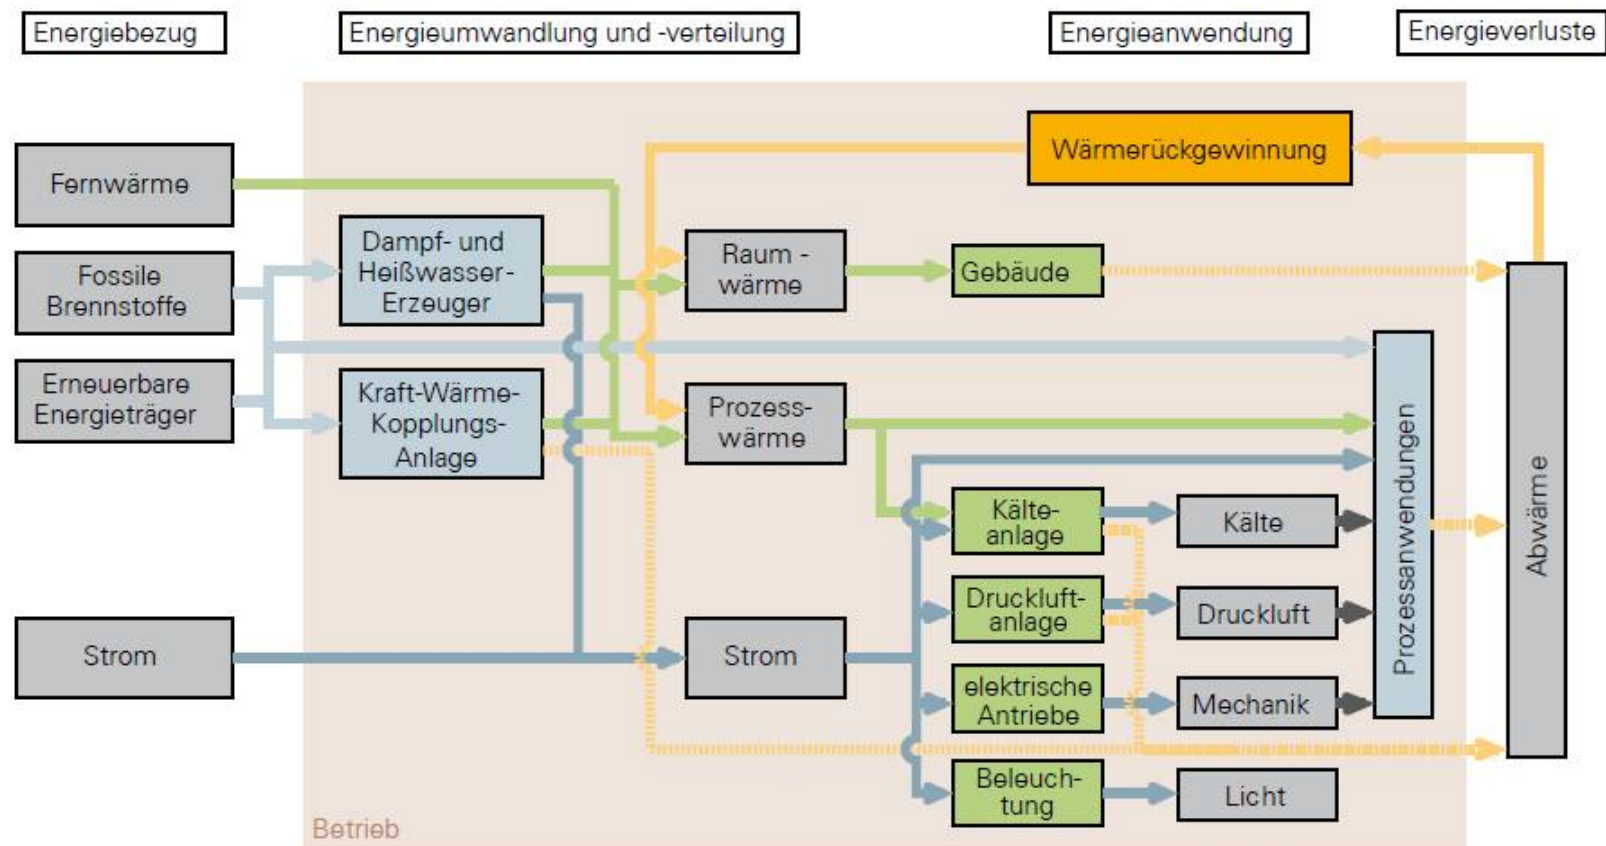 Energiebezug
Energieumwandlung und -verteilung
Energieanwendung
Energieverluste
Wärmerückgewinnung
Fernwärme
Dampf- und
Heißwasser-
Erzeuger
Raum -
wärme
Gebäude
Fossile
Brennstoffe
Erneuerbare
Energieträger
Kraft-Wärme-
Kopplungs-
Anlage
Prozess-
wärme
Prozessanwendungen
Abwärme
Kälte-
anlage
Kälte
Druckluft-
anlage
Druckluft
Strom
Strom
elektrische
Antriebe
Mechanik
Beleuch-
tung
Licht
Betrieb